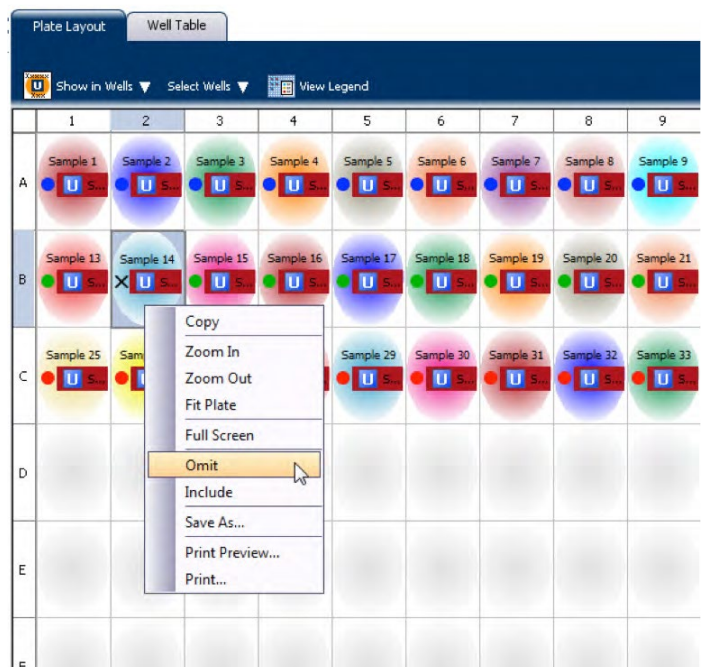 Plate Layout Well Table
Show in Wells ▼ Select Wells ▼ View Legend
1 2 3 4 5 6 7 8 9
Sample 1 Sample 2 Sample 3 Sample 4 Sample 5 Sample 6 Sample 7 Sample 8 Sample 9
A U S... U S... U S... U S... U S... U S... U S... U S... U S...
Sample 13 Sample 14 Sample 15 Sample 16 Sample 17 Sample 18 Sample 19 Sample 20 Sample 21
B U S... X U S... U S... U S... U S... U S... U S... U S... U S...
Copy
Zoom In
Sample 25 Sam Sample 29 Sample 30 Sample 31 Sample 32 Sample 33
Zoom Out
C U S... U S... U S... U S... U S... U S... U S...
Fit Plate
Full Screen
Omit
D
Include
Save As...
Print Preview...
E
Print...